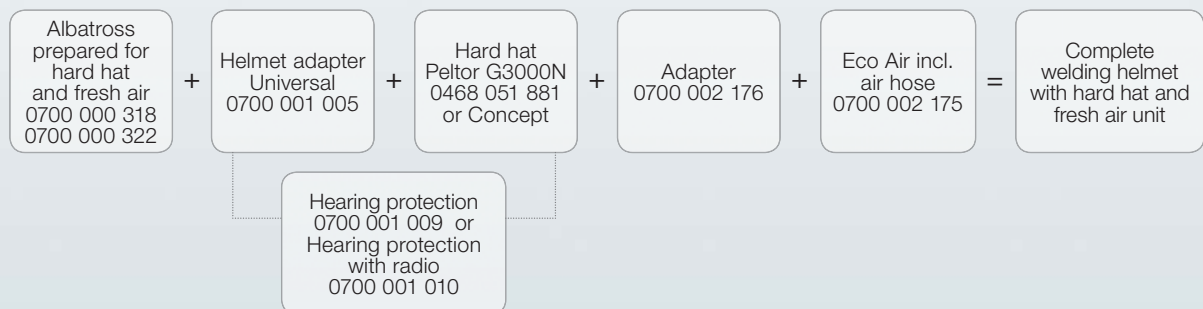 Albatross
prepared for
hard hat
and fresh air
0700 000 318
0700 000 322
+
Helmet adapter
Universal
0700 001 005
+
Hard hat
Peltor G3000N
0468 051 881
or Concept
+
Adapter
0700 002 176
+
Eco Air incl.
air hose
0700 002 175
=
Complete
welding helmet
with hard hat and
fresh air unit
Hearing protection
0700 001 009 or
Hearing protection
with radio
0700 001 010